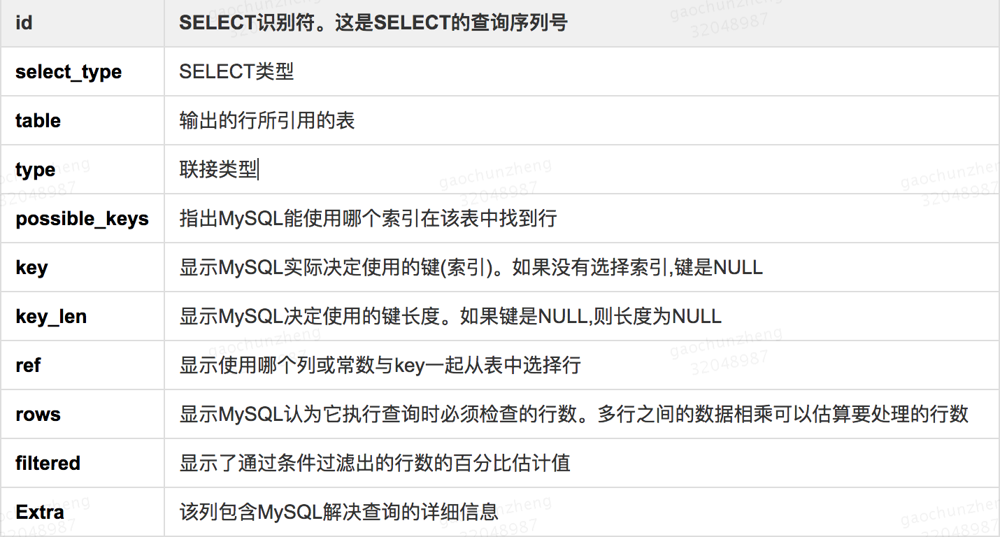 id SELECT识别符。这是SELECT的查询序列号
select_type SELECT类型
table 输出的行所引用的表
type 联接类型
possible_keys 指出MySQL能使用哪个索引在该表中找到行
key 显示MySQL实际决定使用的键(索引)。如果没有选择索引,键是NULL
key_len 显示MySQL决定使用的键长度。如果键是NULL,则长度为NULL
ref 显示使用哪个列或常数与key一起从表中选择行
rows 显示MySQL认为它执行查询时必须检查的行数。多行之间的数据相乘可以估算要处理的行数
filtered 显示了通过条件过滤出的行数的百分比估计值
Extra 该列包含MySQL解决查询的详细信息
gaochunzheng
32048987